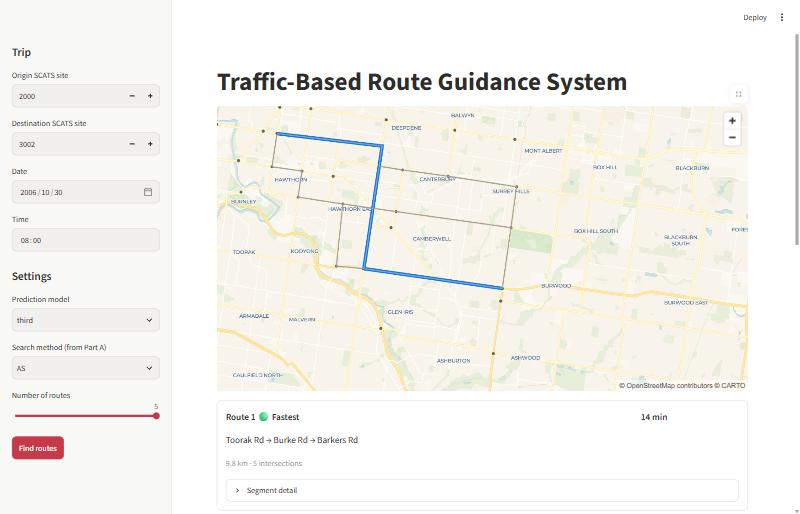 Deploy
Trip
Origin SCATS site
2000
Destination SCATS site
3002
Date
2006/10/30
Time
08:00
Settings
Prediction model
third
Search method (from Part A)
AS
Number of routes
5
Find routes
Traffic-Based Route Guidance System
BALWYN
DEEPDENE
MONT ALBERT
BOX HILL
BLACKBURN
HAWTHORN
CANTERBURY
SURREY HILLS
BURNLEY
HAWTHORN EAST
BOX HILL SOUTH
CAMBERWELL
BLACKBURN
SOUTH
TOORAK
KOOYONG
BURWOOD
BURWOOD EAST
GLEN IRIS
ARMADALE
MALVERN
ASHBURTON
ASHWOOD
CAULFIELD NORTH
© OpenStreetMap contributors © CARTO
Route 1 Fastest
14 min
Toorak Rd → Burke Rd → Barkers Rd
9.8 km · 5 intersections
Segment detail